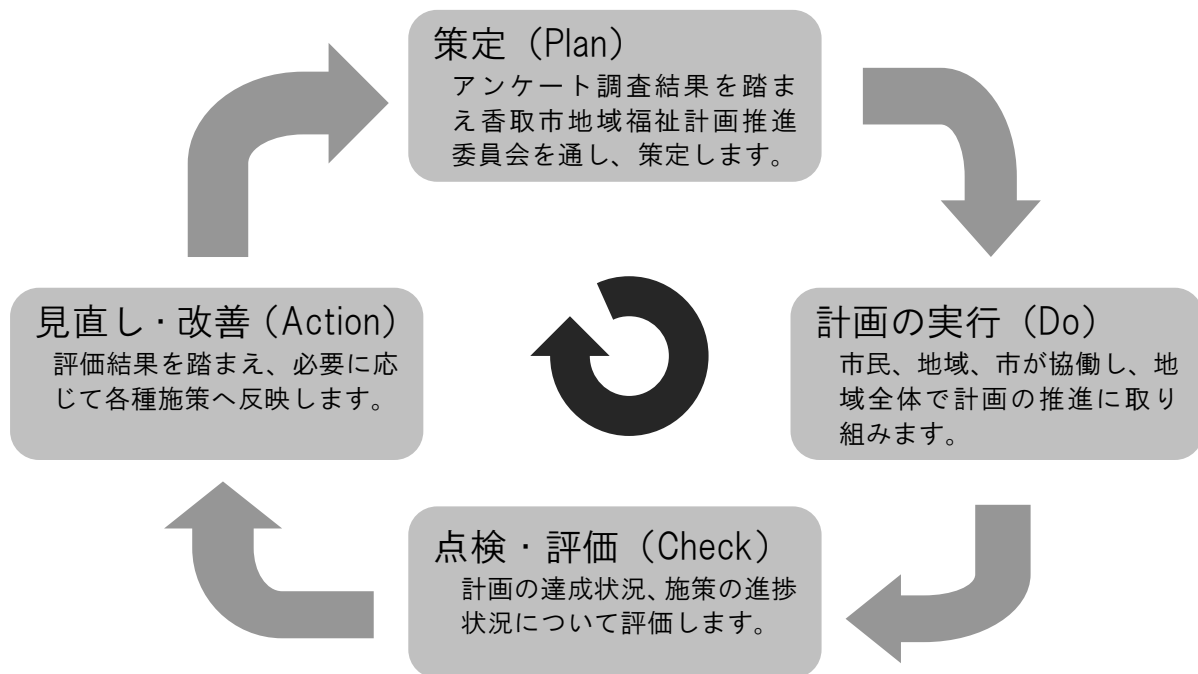 策定（Plan）
アンケート調査結果を踏ま
え香取市地域福祉計画推進
委員会を通し、策定します。
見直し・改善（Action）
評価結果を踏まえ、必要に応
じて各種施策へ反映します。
計画の実行（Do）
市民、地域、市が協働し、地
域全体で計画の推進に取り
組みます。
点検・評価（Check）
計画の達成状況、施策の進捗
状況について評価します。